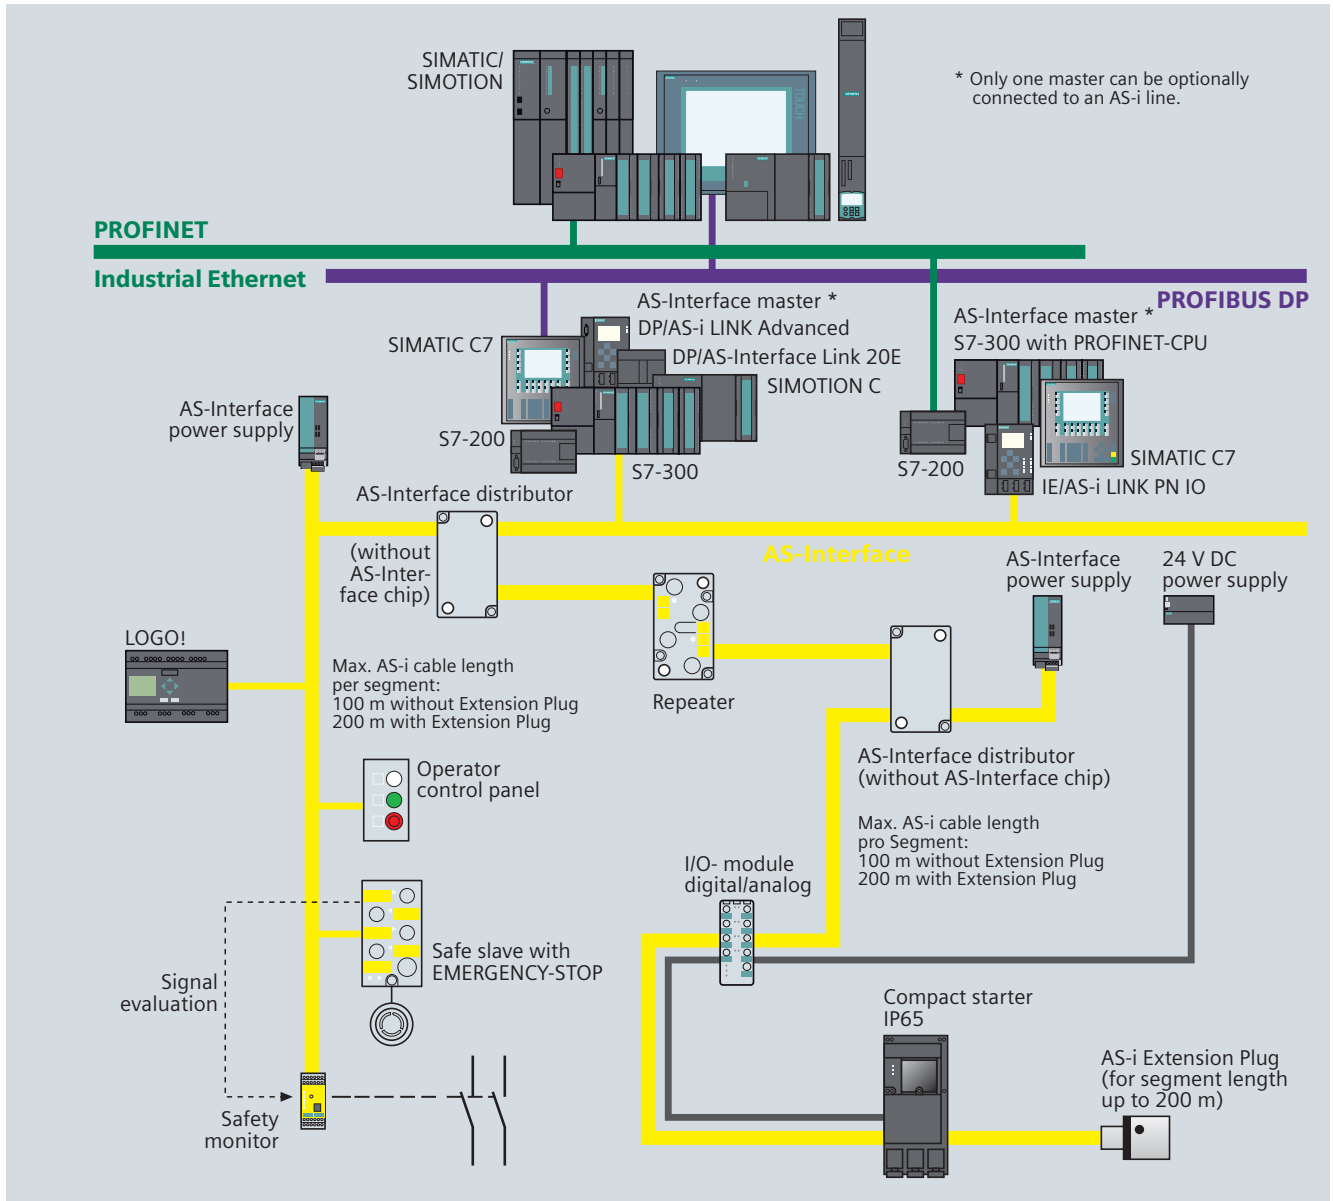 SIMATIC/
SIMOTION
* Only one master can be optionally
connected to an AS-i line.
TOUCH
PROFINET
Industrial Ethernet
PROFIBUS DP
AS-Interface master *
DP/AS-i LINK Advanced
SIMATIC C7
DP/AS-Interface Link 20E
SIMOTION C
S7-200
S7-300
AS-Interface master *
S7-300 with PROFINET-CPU
S7-200
SIMATIC C7
IE/AS-i LINK PN IO
AS-Interface
power supply
AS-Interface distributor
(without
AS-Inter-
face chip)
AS-Interface
AS-Interface
power supply
24 V DC
power supply
LOGO!
Max. AS-i cable length
per segment:
100 m without Extension Plug
200 m with Extension Plug
Repeater
AS-Interface distributor
(without AS-Interface chip)
Operator
control panel
Max. AS-i cable length
pro Segment:
100 m without Extension Plug
200 m with Extension Plug
I/O- module
digital/analog
Safe slave with
EMERGENCY-STOP
Signal
evaluation
Compact starter
IP65
AS-i Extension Plug
(for segment length
up to 200 m)
Safety
monitor